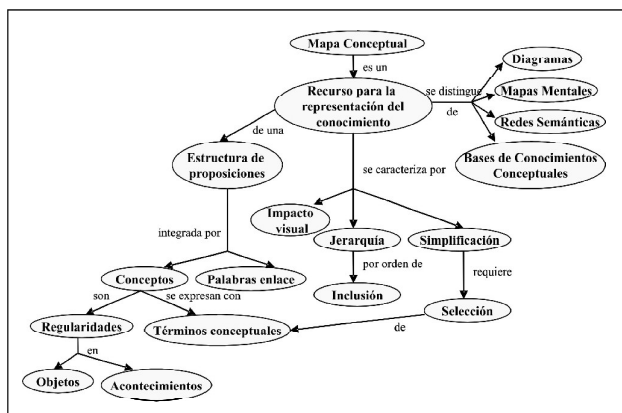 Mapa Conceptual
es un
Recurso para la
representación del
conocimiento
se distingue
de
Diagramas
Mapas Mentales
Redes Semánticas
Bases de Conocimientos
Conceptuales
de una
Estructura de
proposiciones
se caracteriza por
Impacto
visual
Jerarquía
Simplificación
integrada por
por orden de
requiere
Conceptos
Palabras enlace
Inclusión
Selección
son
se expresan con
Regularidades
Términos conceptuales
de
en
Objetos
Acontecimientos